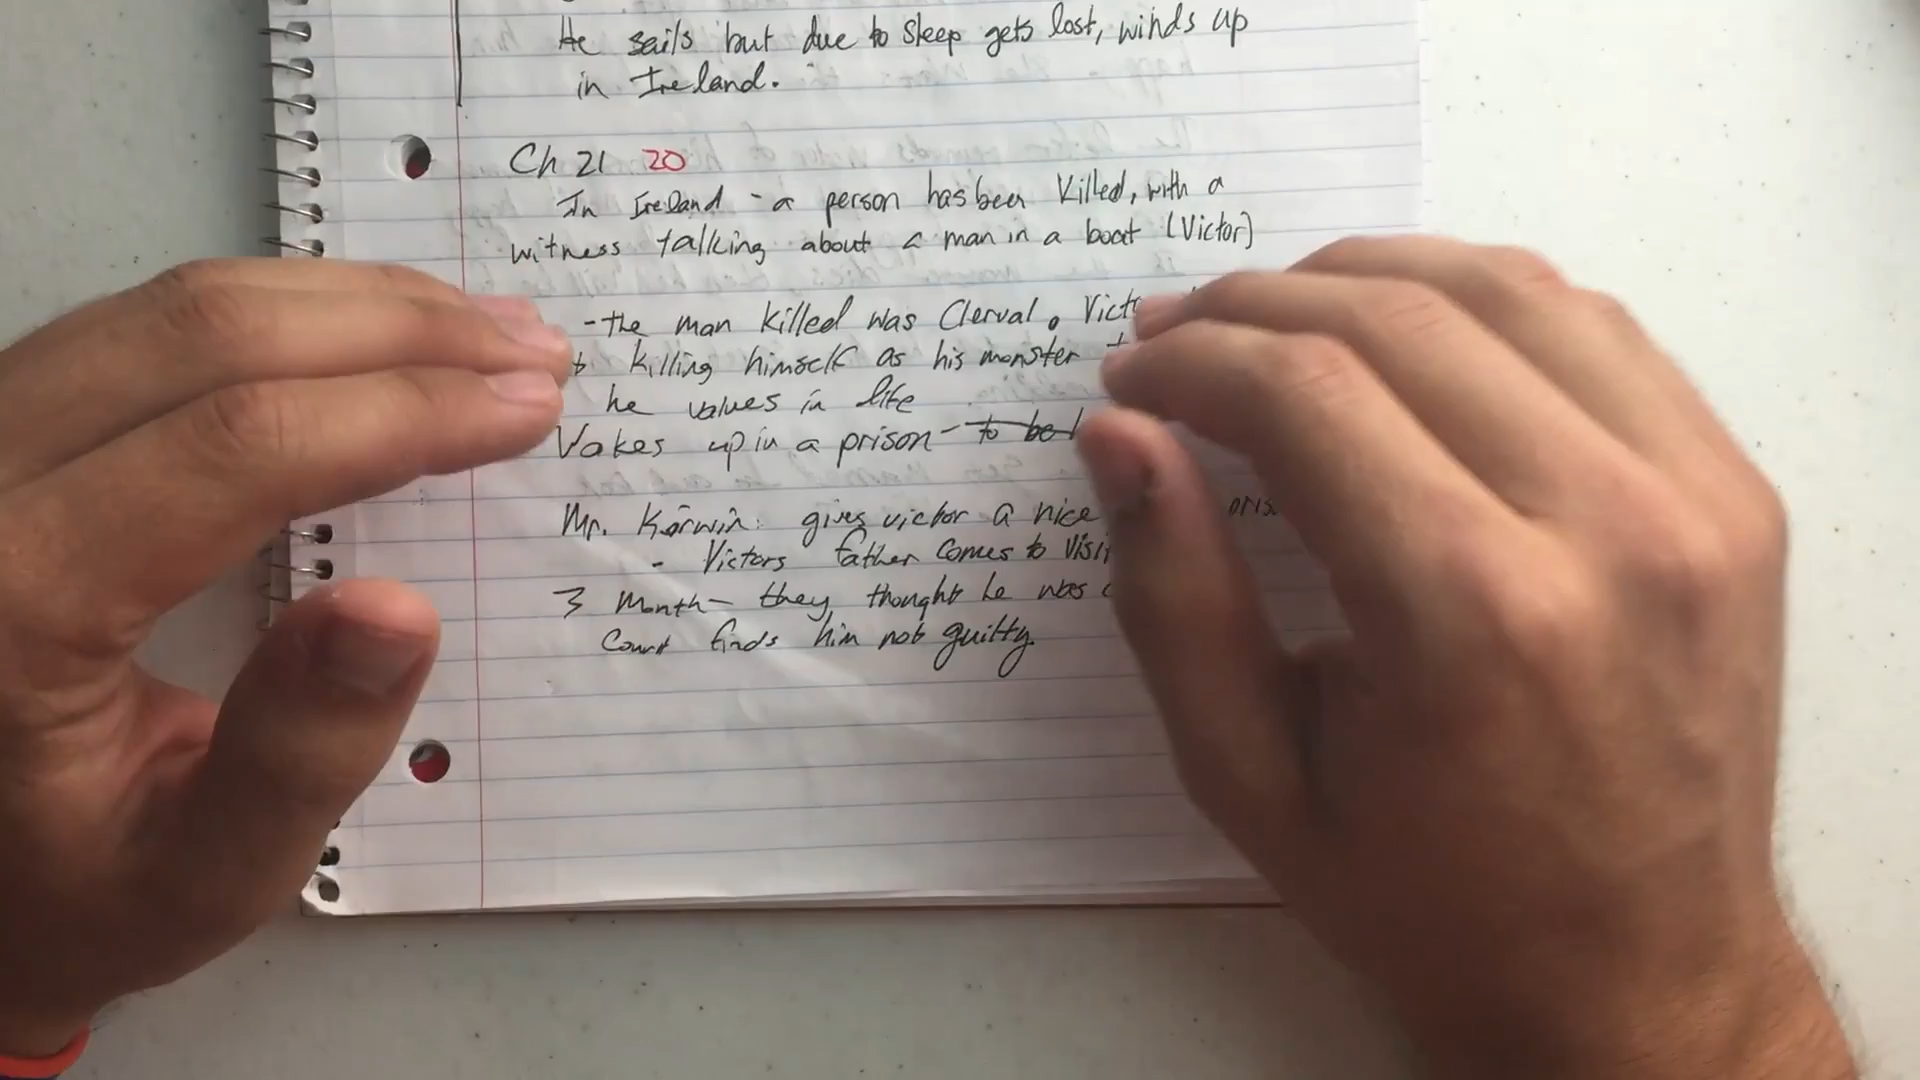 He sails but due to sleep gets lost, winds up
in Ireland.
Ch 21 20
In Ireland - a person has been killed, with a
witness talking about a man in a boat (Victor)
- the man killed was Clerval. Victo
killing himself as his monster
he values in life
Wakes up in a prison - to be
Mr. Kerwin: gives victor a nice
- Victors father comes to visi
3 Month - they thought he was
Court finds him not guilty.